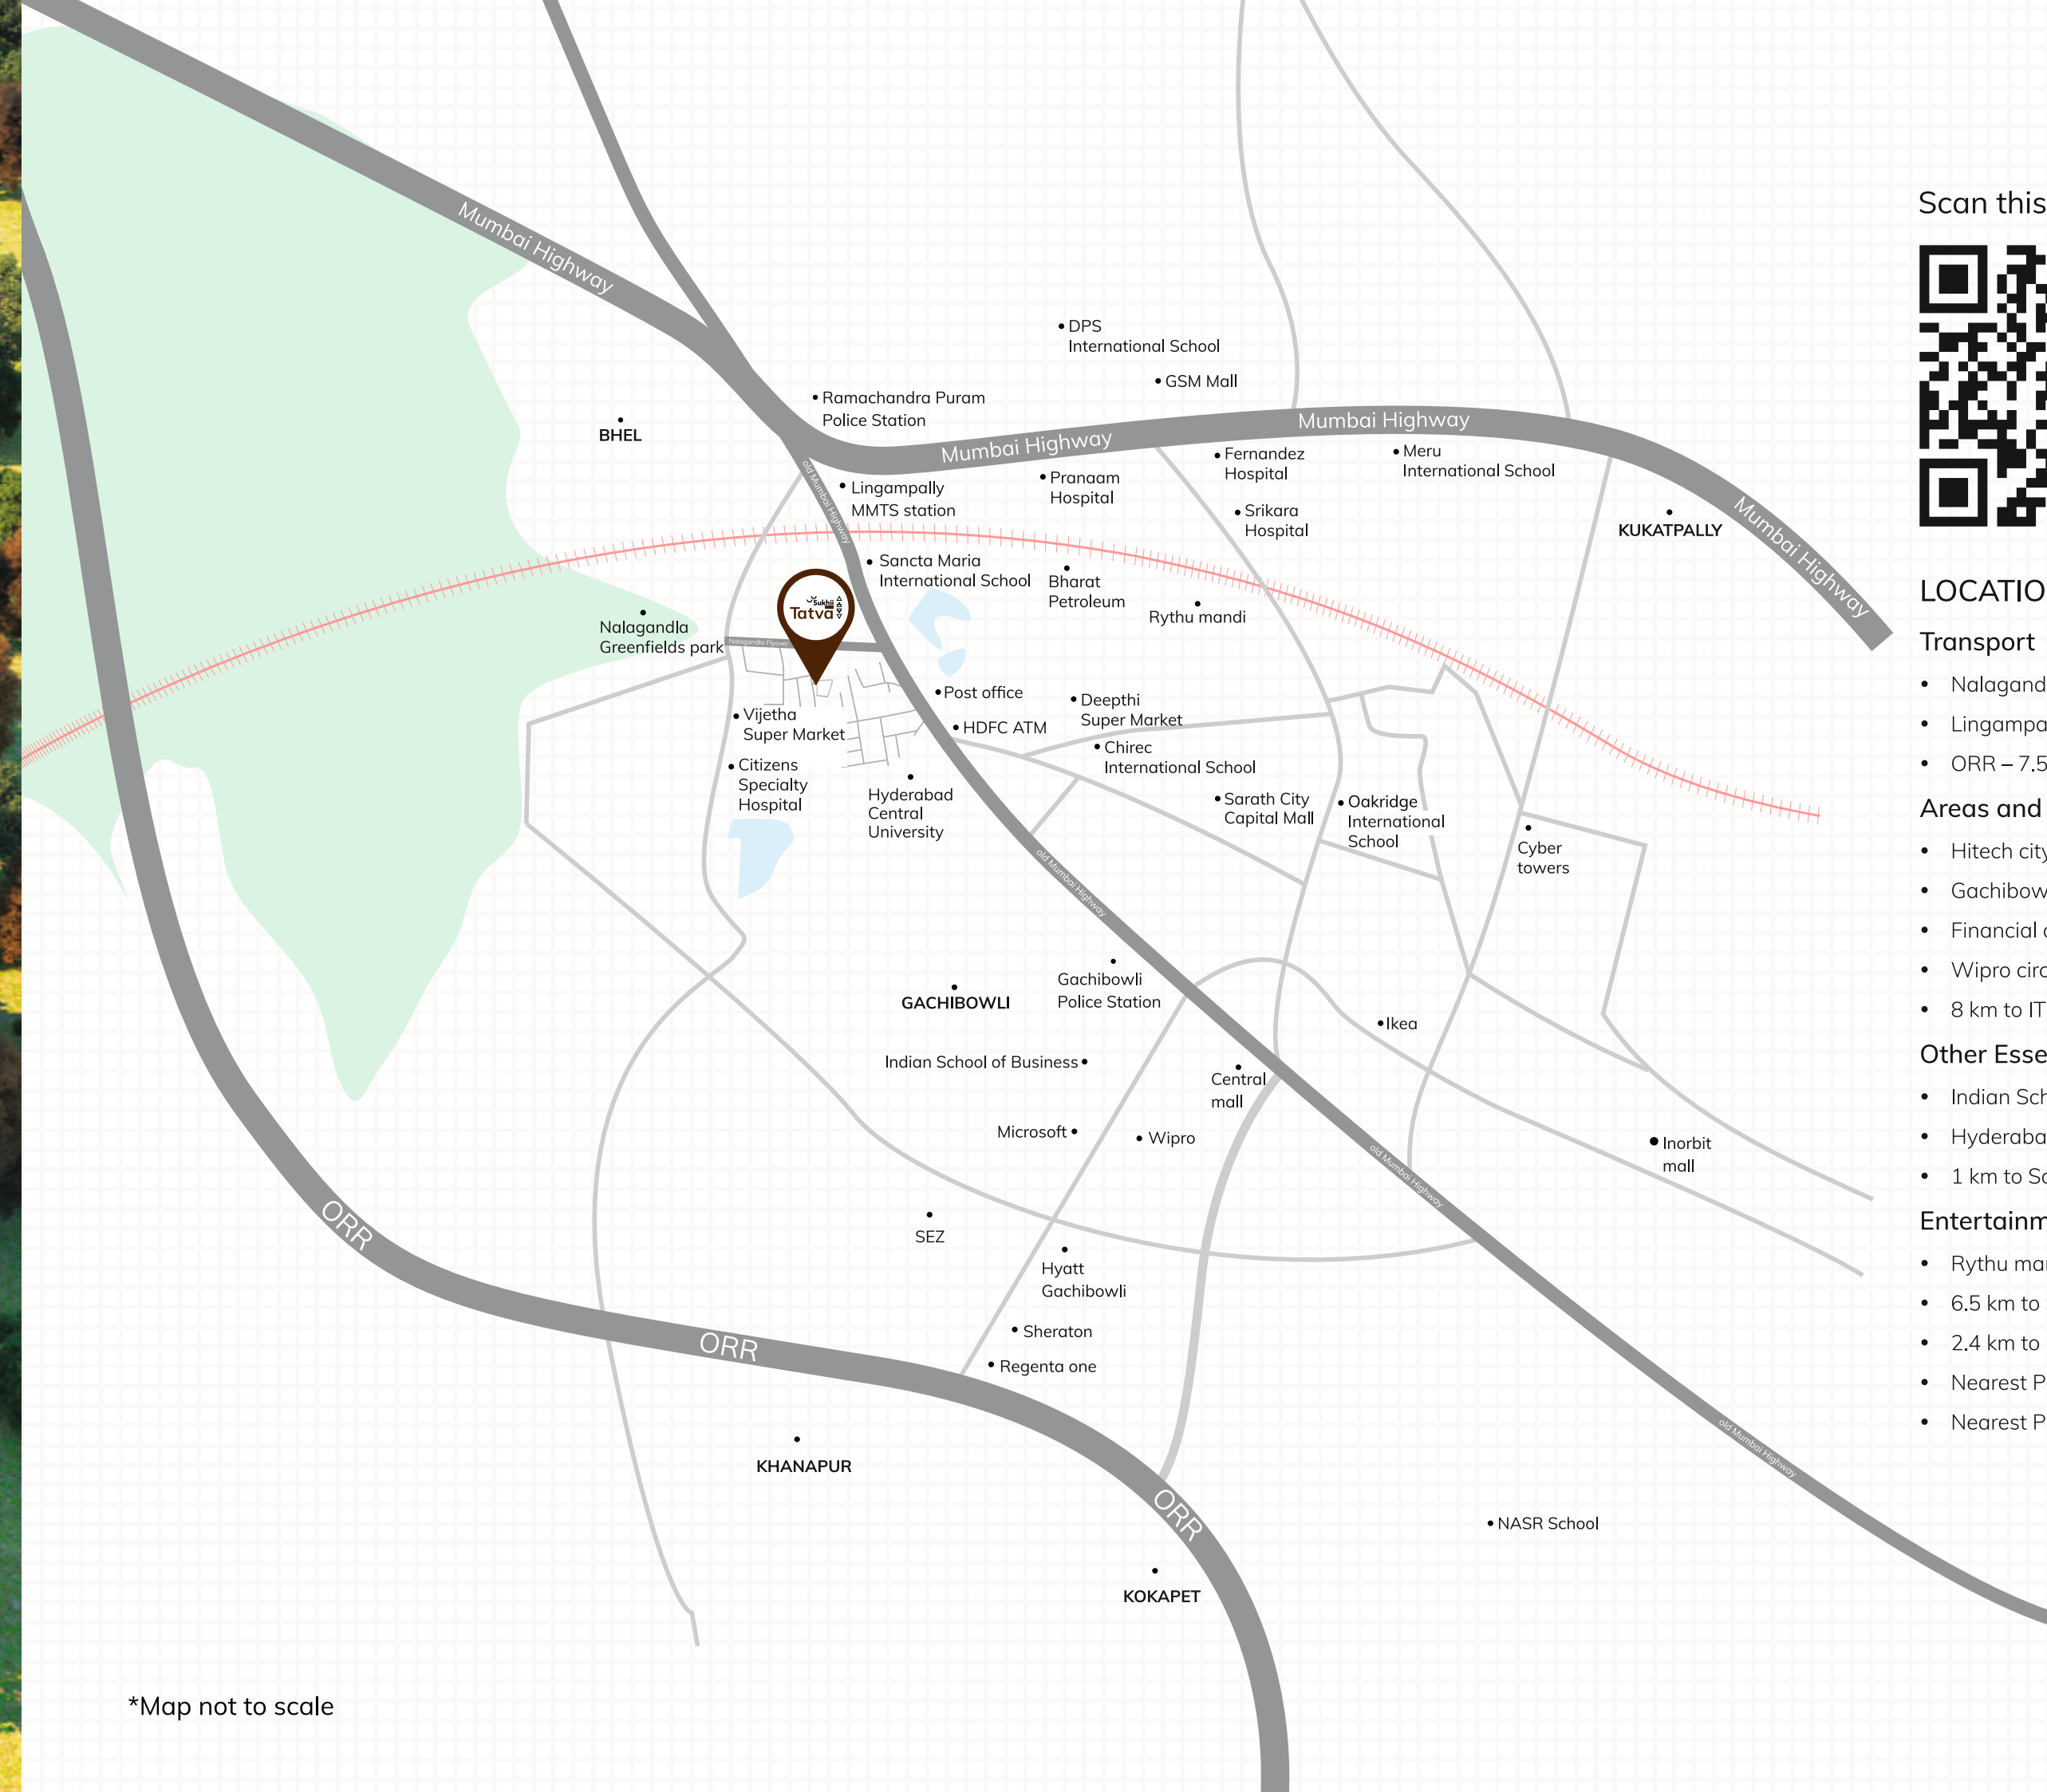 Mumbai Highway
DPS
International School
GSM Mall
Ramachandra Puram
Police Station
BHEL
Mumbai Highway
Mumbai Highway
Mumbai Highway
old Mumbai Highway
Lingampally
MMTS station
Pranaam
Hospital
Fernandez
Hospital
Srikara
Hospital
Meru
International School
KUKATPALLY
Sancta Maria
International School
Bharat
Petroleum
Rythu mandi
Sukhii
Tatva
Nalagandla
Greenfields park
Nalagandla Flyover
Post office
HDFC ATM
Deepthi
Super Market
Chirec
International School
Vijetha
Super Market
Citizens
Specialty
Hospital
Hyderabad
Central
University
Sarath City
Capital Mall
Oakridge
International
School
Cyber
towers
old Mumbai Highway
GACHIBOWLI
Gachibowli
Police Station
Ikea
Indian School of Business
Central
mall
Microsoft
Wipro
Inorbit
mall
old Mumbai Highway
SEZ
Hyatt
Gachibowli
Sheraton
Regenta one
ORR
ORR
ORR
KHANAPUR
KOKAPET
NASR School
old Mumbai Highway
*Map not to scale
Scan this
LOCATIO
Transport
• Nalagand
• Lingampa
• ORR – 7.5
Areas and
• Hitech city
• Gachibow
• Financial
• Wipro circ
• 8 km to IT
Other Esse
• Indian Sch
• Hyderaba
• 1 km to Sa
Entertainm
• Rythu mar
• 6.5 km to
• 2.4 km to
• Nearest P
• Nearest P